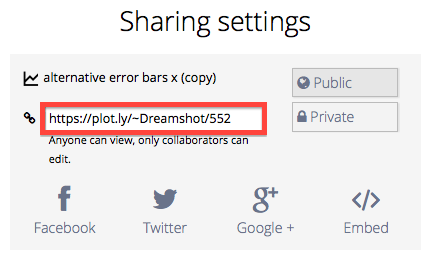 Sharing settings
alternative error bars x (copy)
Public
https://plot.ly/~Dreamshot/552
Private
Anyone can view, only collaborators can
edit.
Facebook
Twitter
Google +
Embed